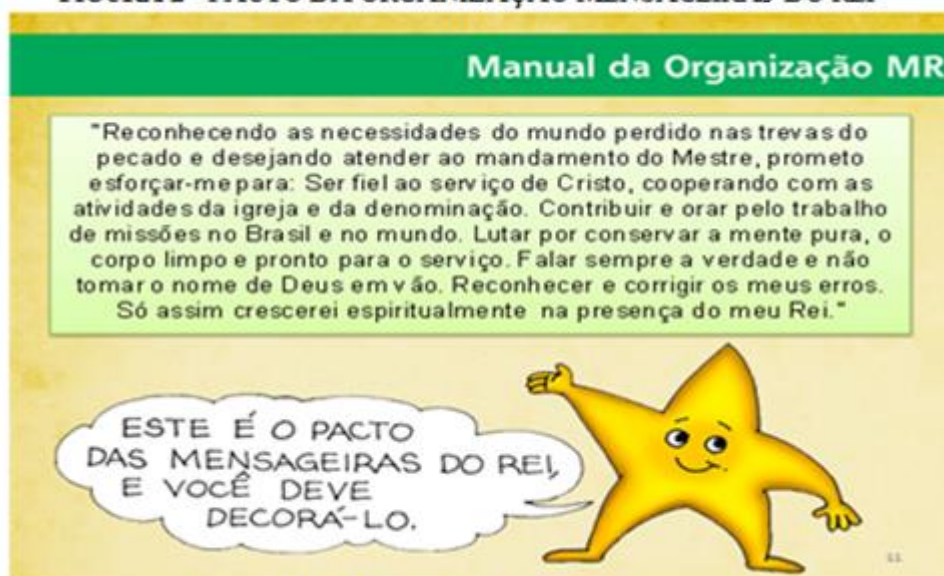 Manual da Organização MR
"Reconhecendo as necessidades do mundo perdido nas trevas do
pecado e desejando atender ao mandamento do Mestre, prometo
esforçar-me para: Ser fiel ao serviço de Cristo, cooperando com as
atividades da igreja e da denominação. Contribuir e orar pelo trabalho
de missões no Brasil e no mundo. Lutar por conservar a mente pura, o
corpo limpo e pronto para o serviço. Falar sempre a verdade e não
tomar o nome de Deus em vão. Reconhecer e corrigir os meus erros.
Só assim crescerei espiritualmente na presença do meu Rei."
ESTE É O PACTO
DAS MENSAGEIRAS DO REI,
E VOCÊ DEVE
DECORÁ-LO.